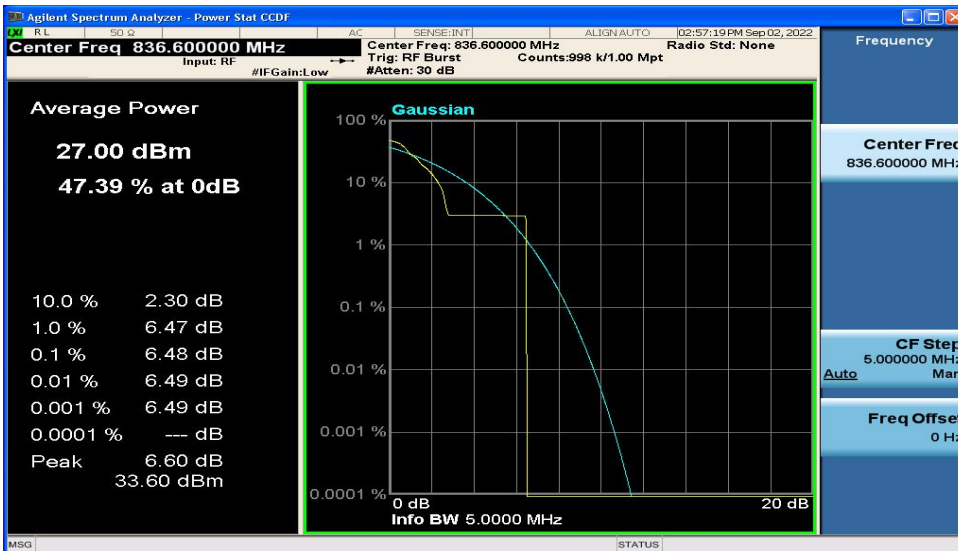 Agilent Spectrum Analyzer - Power Stat CCDF
LXI RL 50 Ω AC SENSE:INT ALIGNAUTO 02:57:19 PM Sep 02, 2022
Center Freq 836.600000 MHz
Input: RF
#IFGain:Low
Center Freq: 836.600000 MHz
Trig: RF Burst
#Atten: 30 dB
Counts:998 k/1.00 Mpt
Radio Std: None
Average Power
27.00 dBm
47.39 % at 0dB
10.0 % 2.30 dB
1.0 % 6.47 dB
0.1 % 6.48 dB
0.01 % 6.49 dB
0.001 % 6.49 dB
0.0001 % --- dB
Peak 6.60 dB
33.60 dBm
Gaussian
100 %
10 %
1 %
0.1 %
0.01 %
0.001 %
0.0001 %
0 dB 20 dB
Info BW 5.0000 MHz
Frequency
Center Freq
836.600000 MHz
CF Step
5.000000 MHz
Auto Man
Freq Offset
0 Hz
MSG STATUS